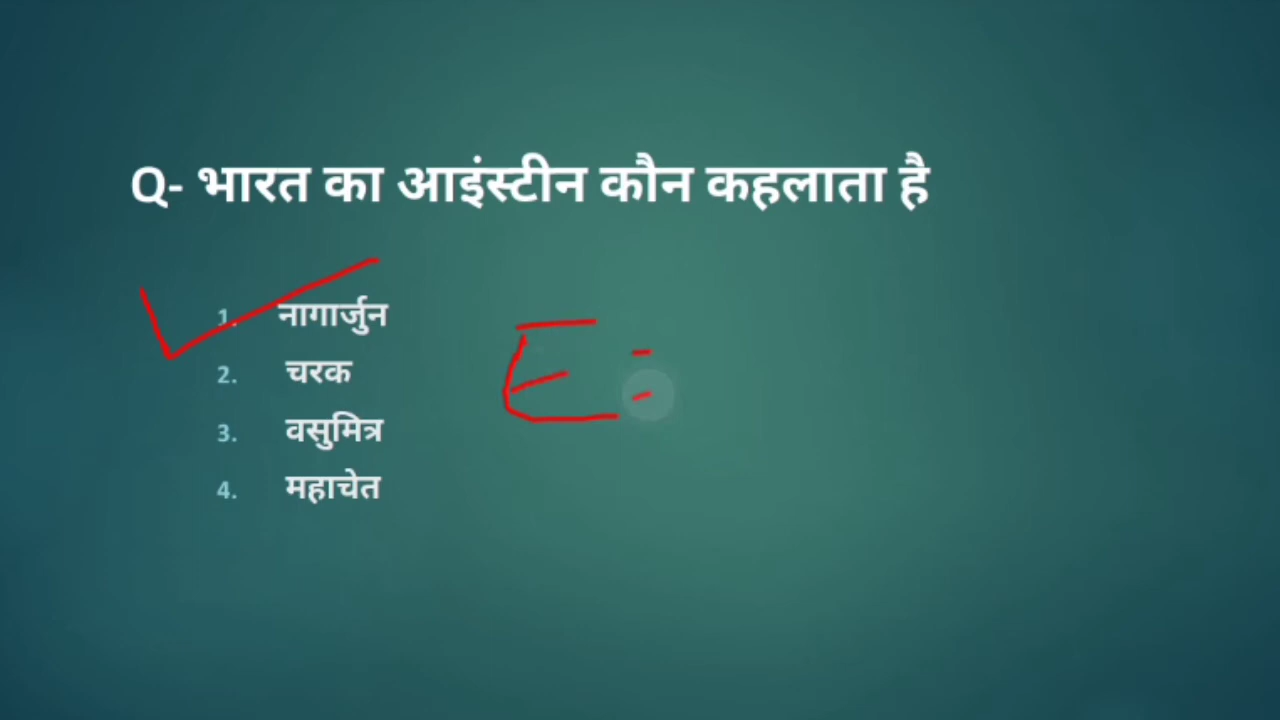 Q- भारत का आइंस्टीन कौन कहलाता है
1. नागार्जुन
2. चरक
3. वसुमित्र
4. महाचेत
E=